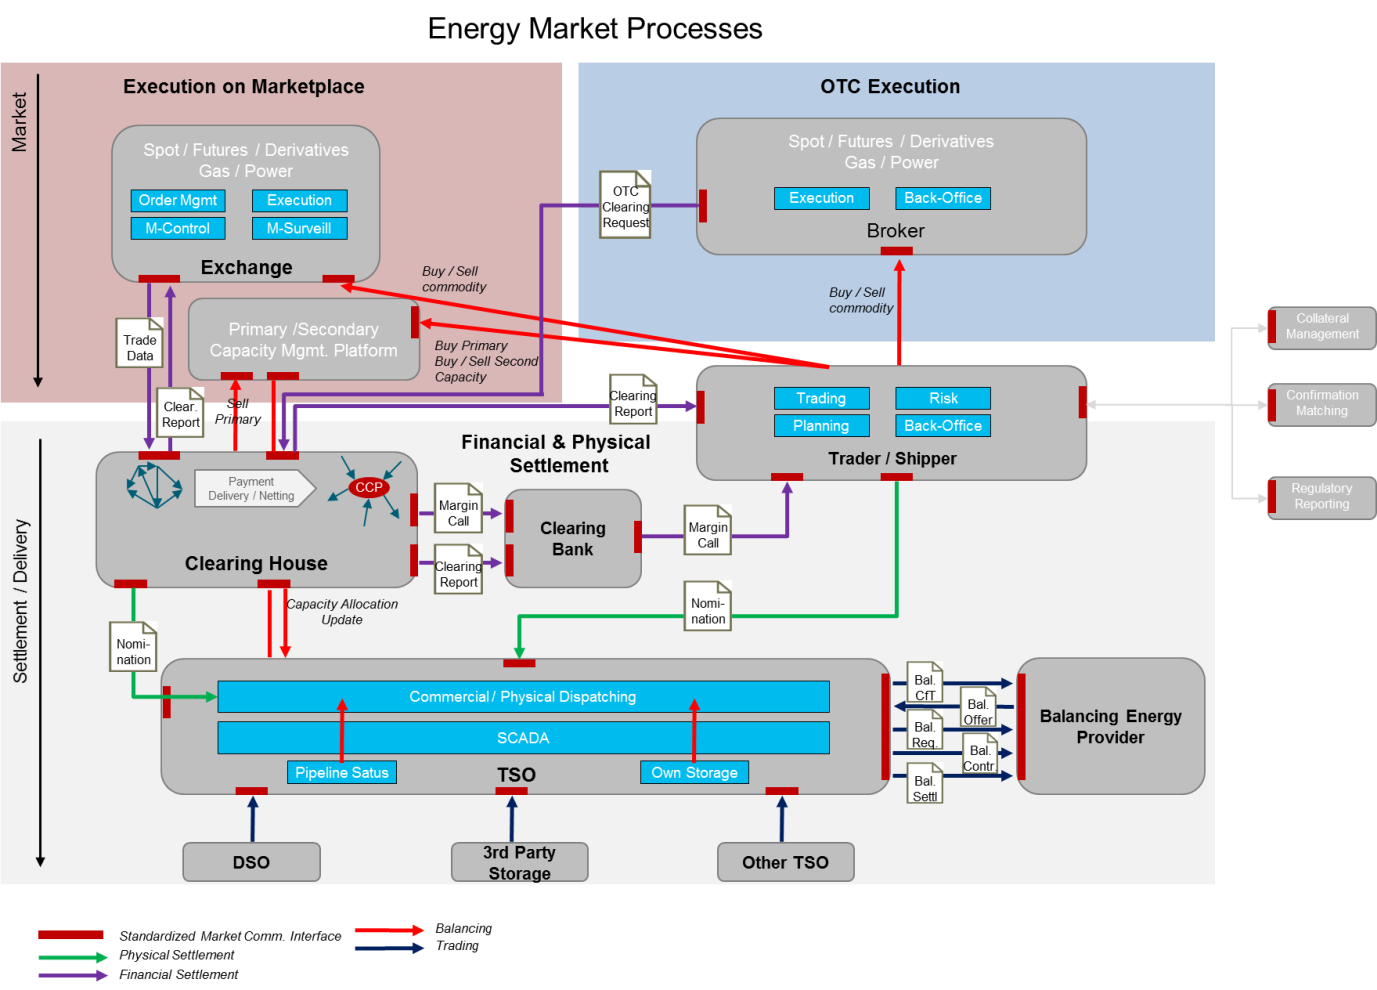 Energy Market Processes
Market
Execution on Marketplace
Spot / Futures / Derivatives
Gas / Power
Order Mgmt
Execution
M-Control
M-Surveill
Exchange
OTC Execution
Spot / Futures / Derivatives
Gas / Power
Execution
Back-Office
Broker
OTC
Clearing
Request
Buy / Sell
commodity
Buy / Sell
commodity
Primary /Secondary
Capacity Mgmt. Platform
Buy Primary
Buy / Sell Second
Capacity
Trade
Data
Clear.
Report
Sell
Primary
Clearing
Report
Trading
Risk
Planning
Back-Office
Trader / Shipper
Collateral
Management
Confirmation
Matching
Regulatory
Reporting
Settlement / Delivery
Financial & Physical
Settlement
Payment
Delivery / Netting
CCP
Clearing House
Margin
Call
Clearing
Report
Clearing
Bank
Margin
Call
Nomi-
nation
Capacity Allocation
Update
Nomi-
nation
Commercial / Physical Dispatching
SCADA
Pipeline Satus
TSO
Own Storage
Bal.
CfT
Bal.
Offer
Bal.
Req.
Bal.
Contr.
Bal.
Settl
Balancing Energy
Provider
DSO
3rd Party
Storage
Other TSO
Standardized Market Comm. Interface
Physical Settlement
Financial Settlement
Balancing
Trading